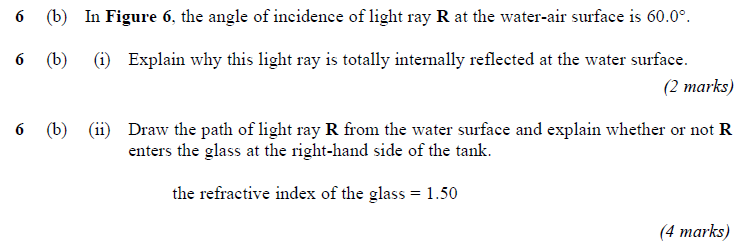 6 (b) In Figure 6, the angle of incidence of light ray R at the water-air surface is 60.0°.
6 (b) (i) Explain why this light ray is totally internally reflected at the water surface.
(2 marks)
6 (b) (ii) Draw the path of light ray R from the water surface and explain whether or not R
enters the glass at the right-hand side of the tank.
the refractive index of the glass = 1.50
(4 marks)